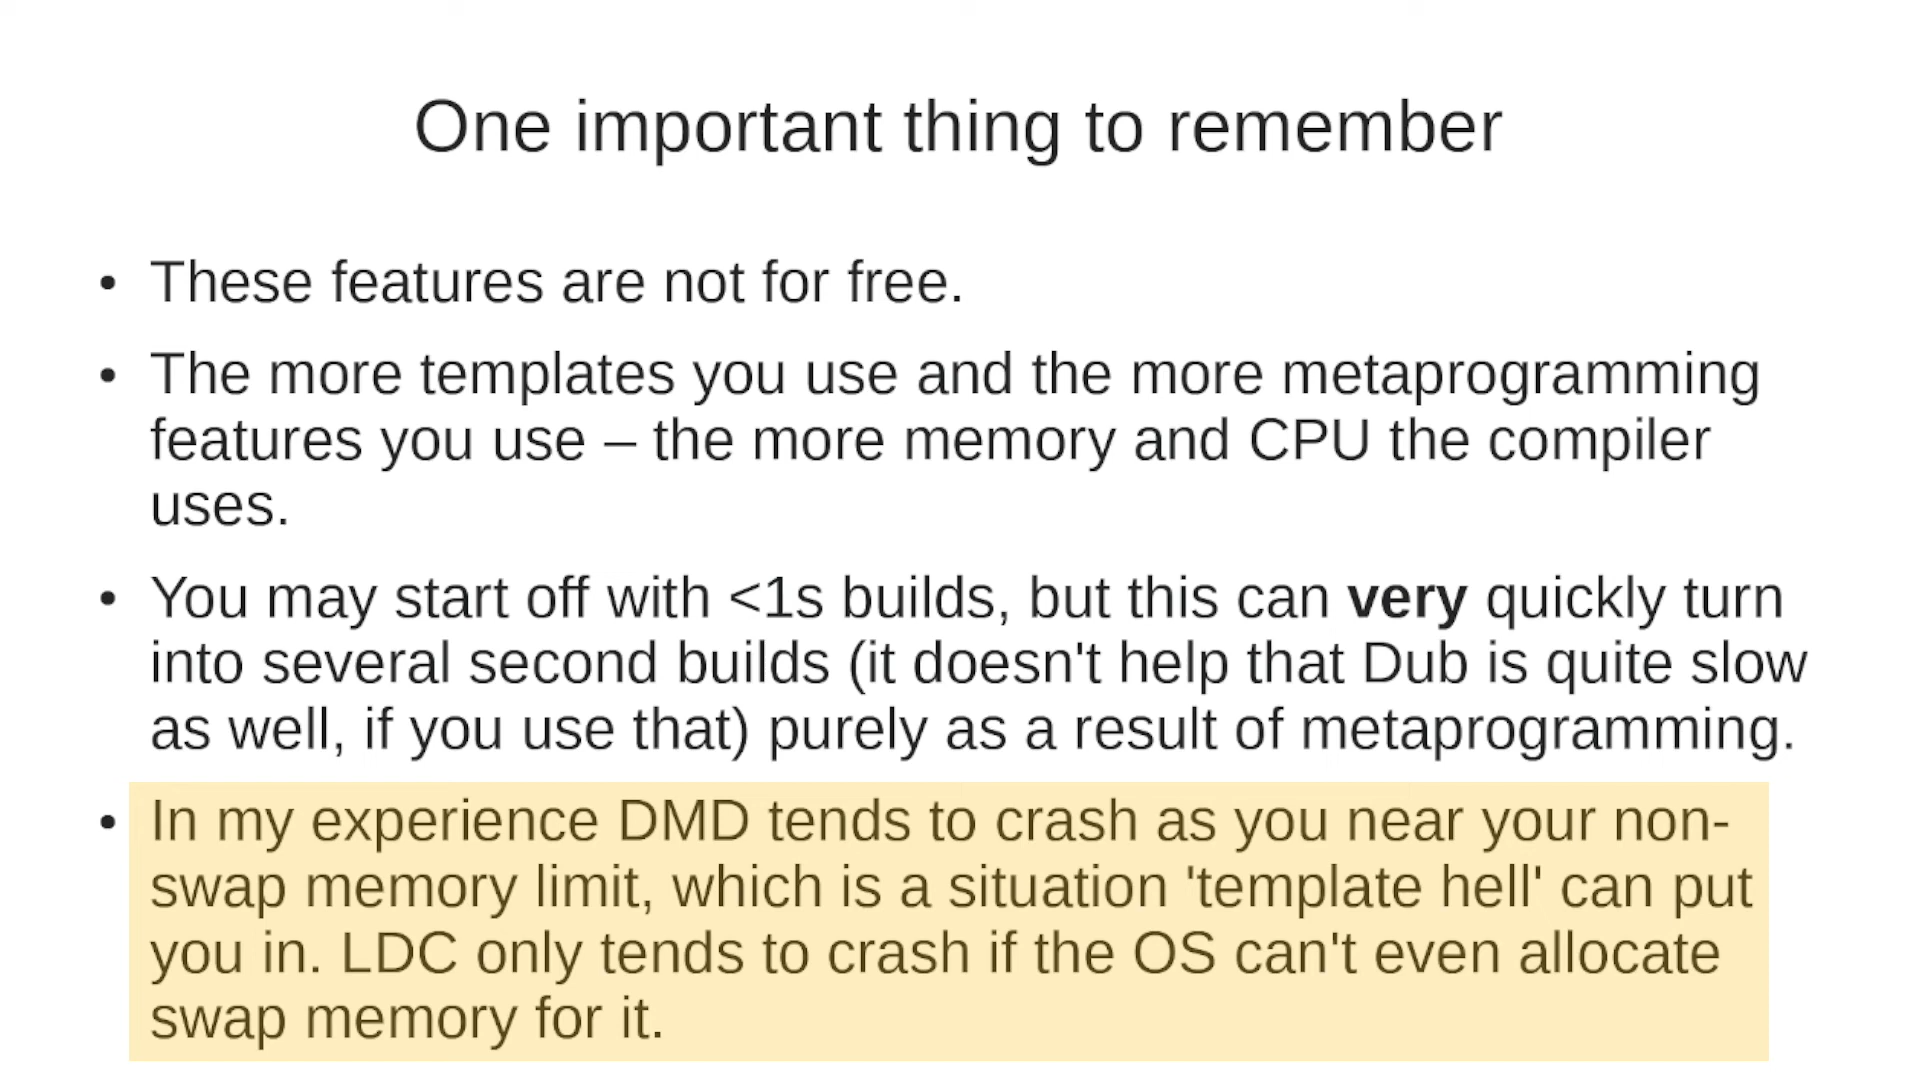 One important thing to remember
• These features are not for free.
• The more templates you use and the more metaprogramming
features you use – the more memory and CPU the compiler
uses.
• You may start off with <1s builds, but this can very quickly turn
into several second builds (it doesn't help that Dub is quite slow
as well, if you use that) purely as a result of metaprogramming.
• In my experience DMD tends to crash as you near your non-
swap memory limit, which is a situation 'template hell' can put
you in. LDC only tends to crash if the OS can't even allocate
swap memory for it.